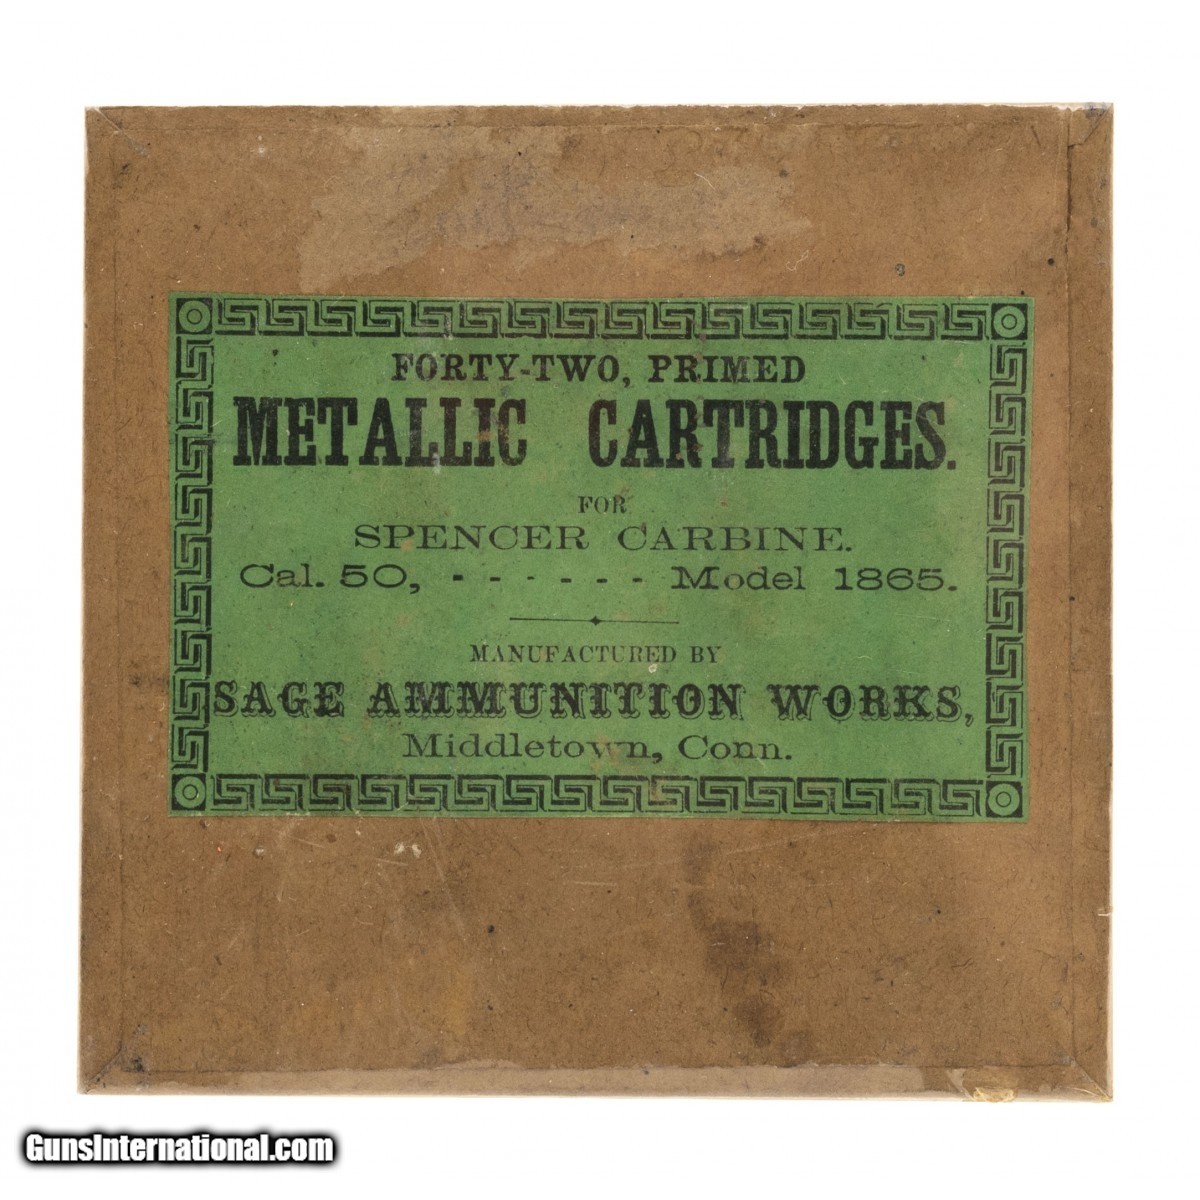 FORTY-TWO, PRIMED
METALLIC CARTRIDGES.
FOR
SPENCER CARBINE.
Cal. 50, - - - - - - Model 1865.
MANUFACTURED BY
SAGE AMMUNITION WORKS,
Middletown, Conn.
GunsInternational.com